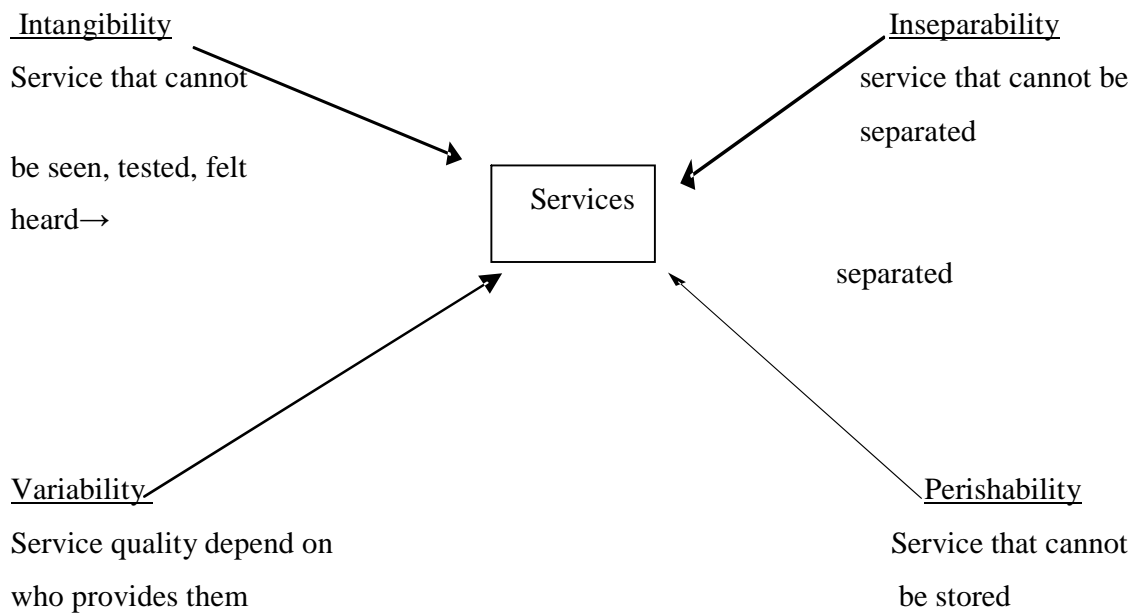 Intangibility
Service that cannot
be seen, tested, felt
heard→
Inseparability
service that cannot be
separated
Services
separated
Variability
Service quality depend on
who provides them
Perishability
Service that cannot
be stored